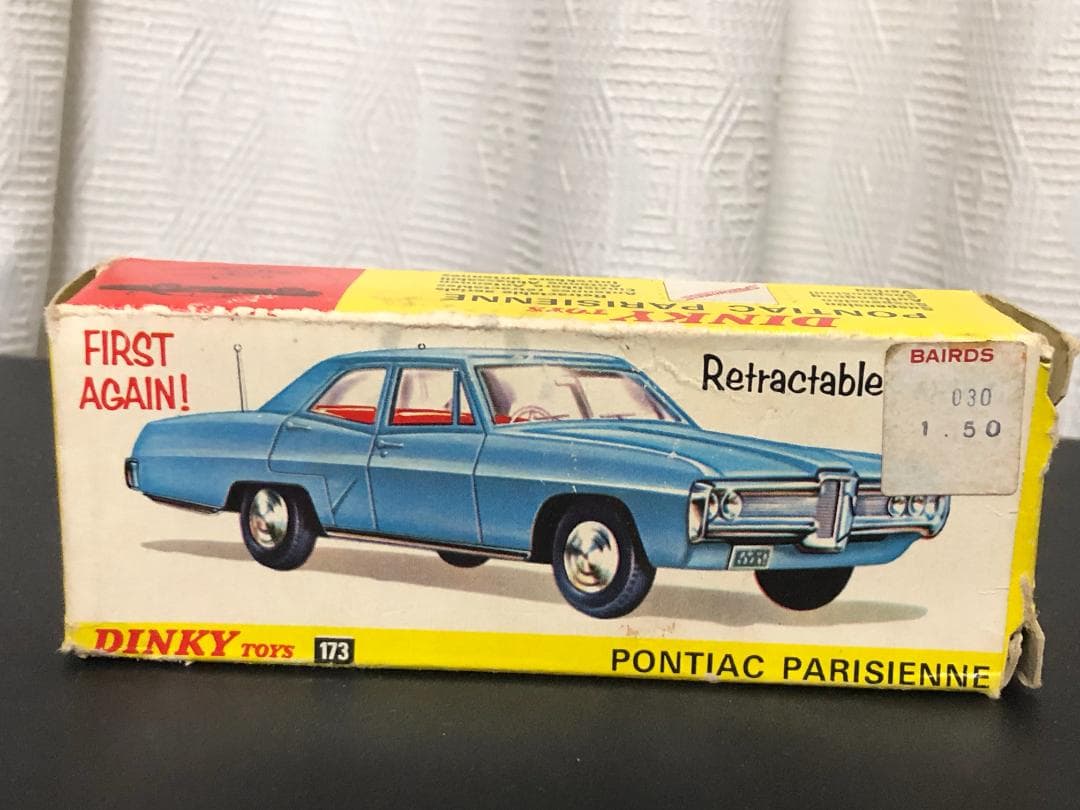 PONTIAC PARISIENNE
DINKY TOYS
FIRST
AGAIN!
Retractable
BAIRDS
030
1.50
DINKY TOYS 173
PONTIAC PARISIENNE